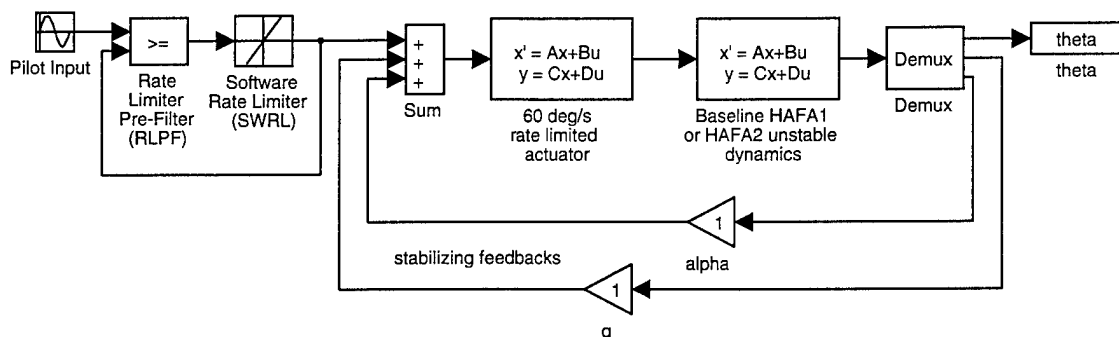 Pilot Input
>=
Rate
Limiter
Pre-Filter
(RLPF)
Software
Rate Limiter
(SWRL)
+
+
+
Sum
x' = Ax+Bu
y = Cx+Du
60 deg/s
rate limited
actuator
x' = Ax+Bu
y = Cx+Du
Baseline HAFA1
or HAFA2 unstable
dynamics
Demux
Demux
theta
theta
1
alpha
stabilizing feedbacks
1
q